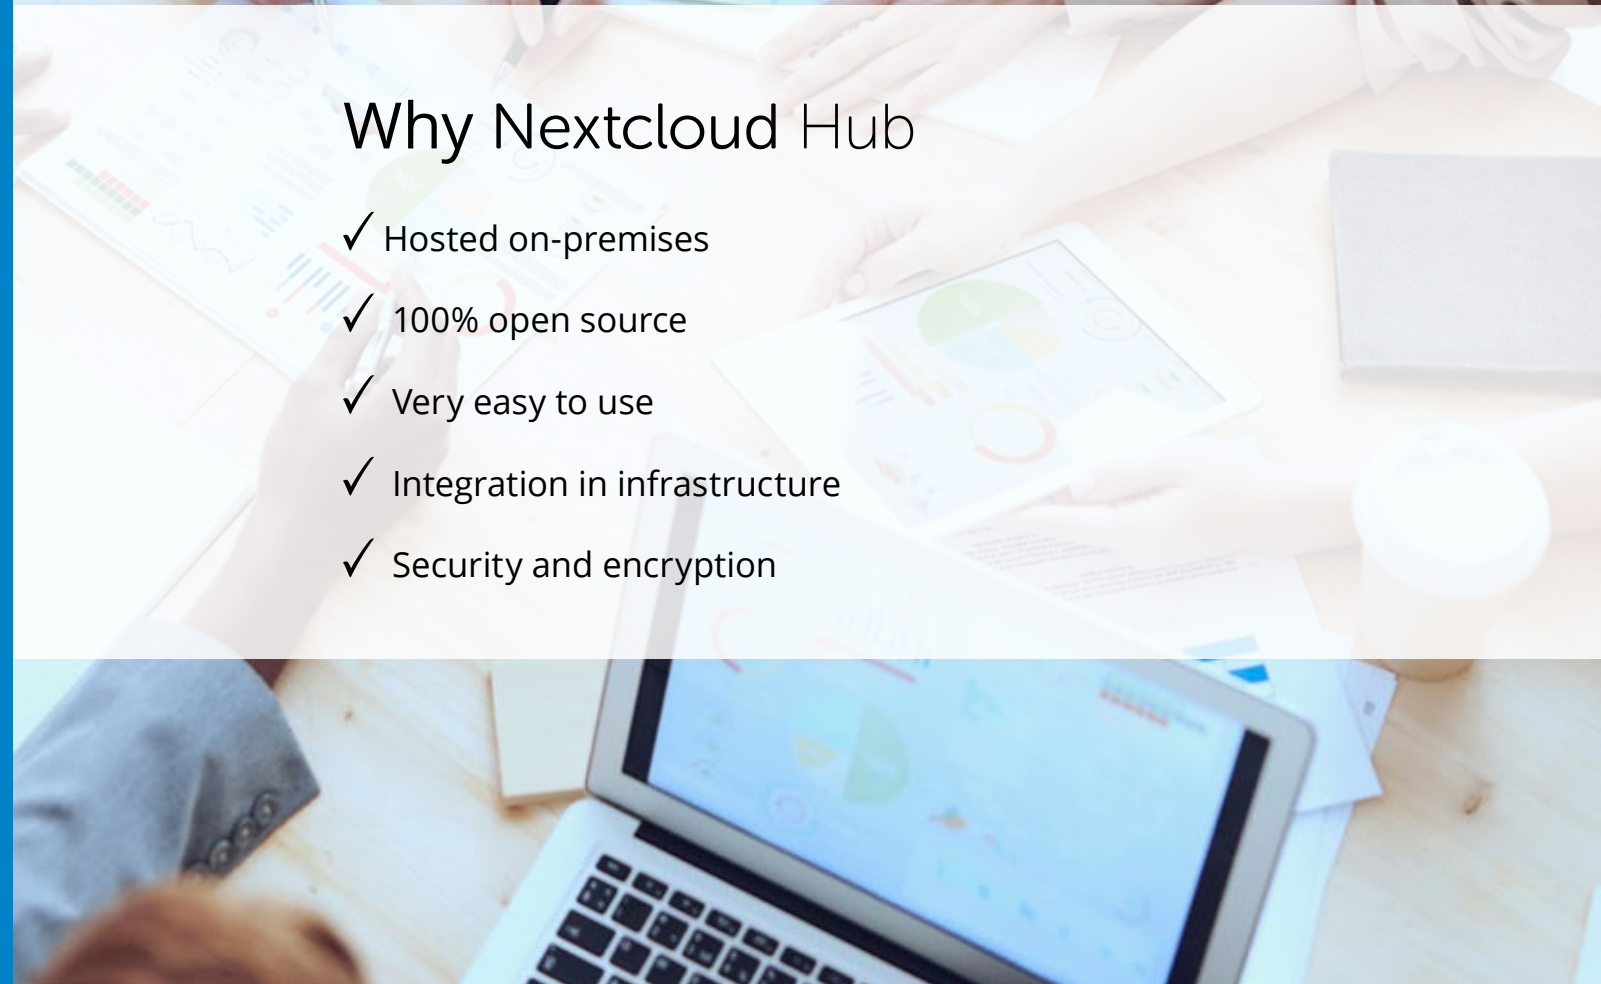 Why Nextcloud Hub
✓ Hosted on-premises
✓ 100% open source
✓ Very easy to use
✓ Integration in infrastructure
✓ Security and encryption